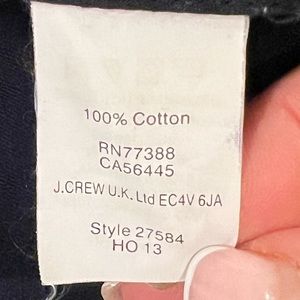 100% Cotton
RN77388
CA56445
J.CREW U.K. Ltd EC4V 6JA
Style 27584
HO 13